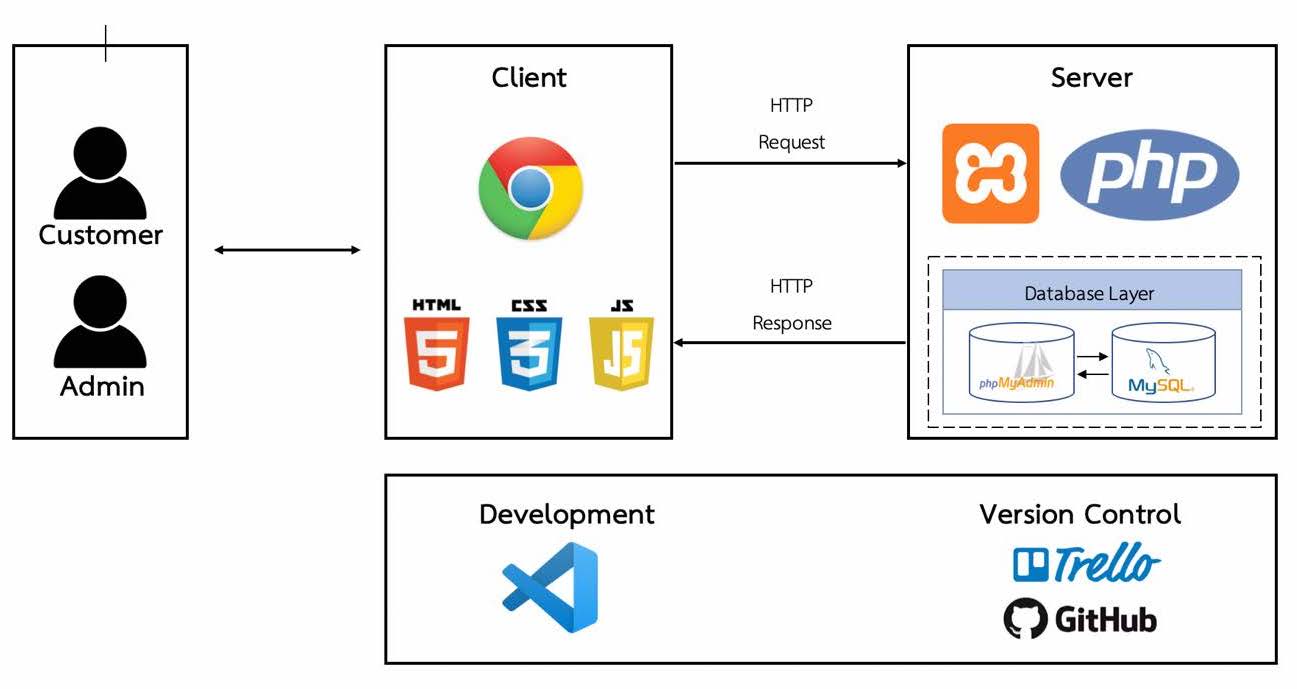 Customer
Admin
Client
HTML
5
CSS
3
JS
JS
HTTP
Request
HTTP
Response
Server
php
Database Layer
phpMyAdmin
MySQL
Development
Version Control
Trello
GitHub